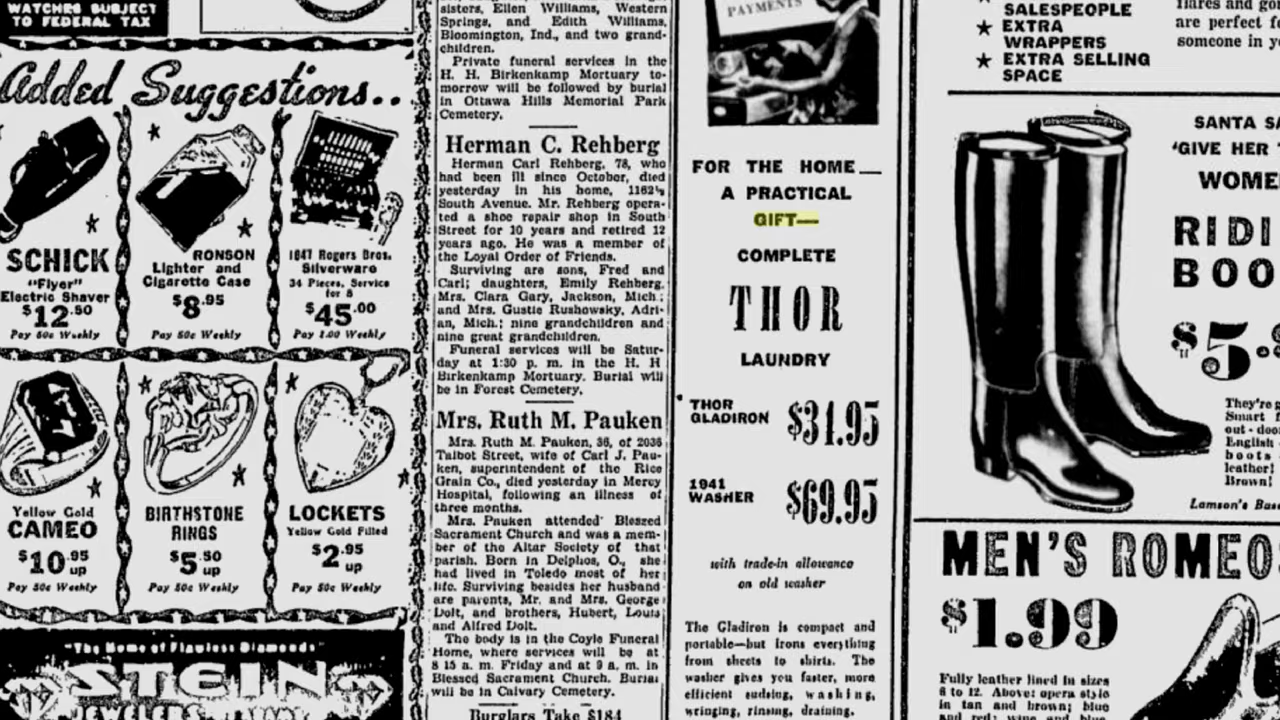 WATCHES SUBJECT
TO FEDERAL TAX
Added Suggestions..
SCHICK
"Flyer"
Electric Shaver
$12.50
Pay 50c Weekly
RONSON
Lighter and
Cigarette Case
$8.95
Pay 50c Weekly
1847 Rogers Bros.
Silverware
34 Pieces, Service
for 8
$45.00
Pay 1.00 Weekly
Yellow Gold
CAMEO
$10.95 up
Pay 50c Weekly
BIRTHSTONE
RINGS
$5.50 up
Pay 50c Weekly
LOCKETS
Yellow Gold Filled
$2.95 up
Pay 50c Weekly
"The Home of Flawless Diamonds"
STEIN
JEWELERS
sisters, Ellen Williams, Western
Springs, and Edith Williams,
Bloomington, Ind., and two grand-
children.
Private funeral services in the
H. H. Birkenkamp Mortuary to-
morrow will be followed by burial
in Ottawa Hills Memorial Park
Cemetery.
Herman C. Rehberg
Herman Carl Rehberg, 78, who
had been ill since October, died
yesterday in his home, 1162½
South Avenue. Mr. Rehberg opera-
ted a shoe repair shop in South
Street for 10 years and retired 12
years ago. He was a member of
the Loyal Order of Friends.
Surviving are sons, Fred and
Carl; daughters, Emily Rehberg,
Mrs. Clara Gary, Jackson, Mich.;
and Mrs. Gustie Rushowsky, Adri-
an, Mich.; nine grandchildren and
nine great grandchildren.
Funeral services will be Satur-
day at 1:30 p. m. in the H. H
Birkenkamp Mortuary. Burial will
be in Forest Cemetery.
Mrs. Ruth M. Pauken
Mrs. Ruth M. Pauken, 36, of 2036
Talbot Street, wife of Carl J. Pau-
ken, superintendent of the Rice
Grain Co., died yesterday in Mercy
Hospital, following an illness of
three months.
Mrs. Pauken attended Blessed
Sacrament Church and was a mem-
ber of the Altar Society of that
parish. Born in Delphos, O., she
had lived in Toledo most of her
life. Surviving besides her husband
are parents, Mr. and Mrs. George
Dolt, and brothers, Hubert, Louis
and Alfred Dolt.
The body is in the Coyle Funeral
Home, where services will be at
8 15 a. m. Friday and at 9 a. m. in
Blessed Sacrament Church. Burial
will be in Calvary Cemetery.
Burglars Take $184
PAYMENTS
FOR THE HOME—
A PRACTICAL
GIFT—
COMPLETE
THOR
LAUNDRY
THOR
GLADIRON $31.95
1941
WASHER $69.95
with trade-in allowance
on old washer
The Gladiron is compact and
portable—but irons everything
from sheets to shirts. The
washer gives you faster, more
efficient sudsing, washing,
wringing, rinsing, draining.
★ SALESPEOPLE
★ EXTRA
WRAPPERS
★ EXTRA SELLING
SPACE
flares and
are perfect
someone in
SANTA
'GIVE HER
RIDI
BOO
$5.
They're
Smart
out - doo
English
boots
leather!
Brown!
Lamson's
MEN'S ROMEOS
$1.99
Fully leather lined in sizes
6 to 12. Above: opera style
in tan and brown; blue
and red; wine and blue